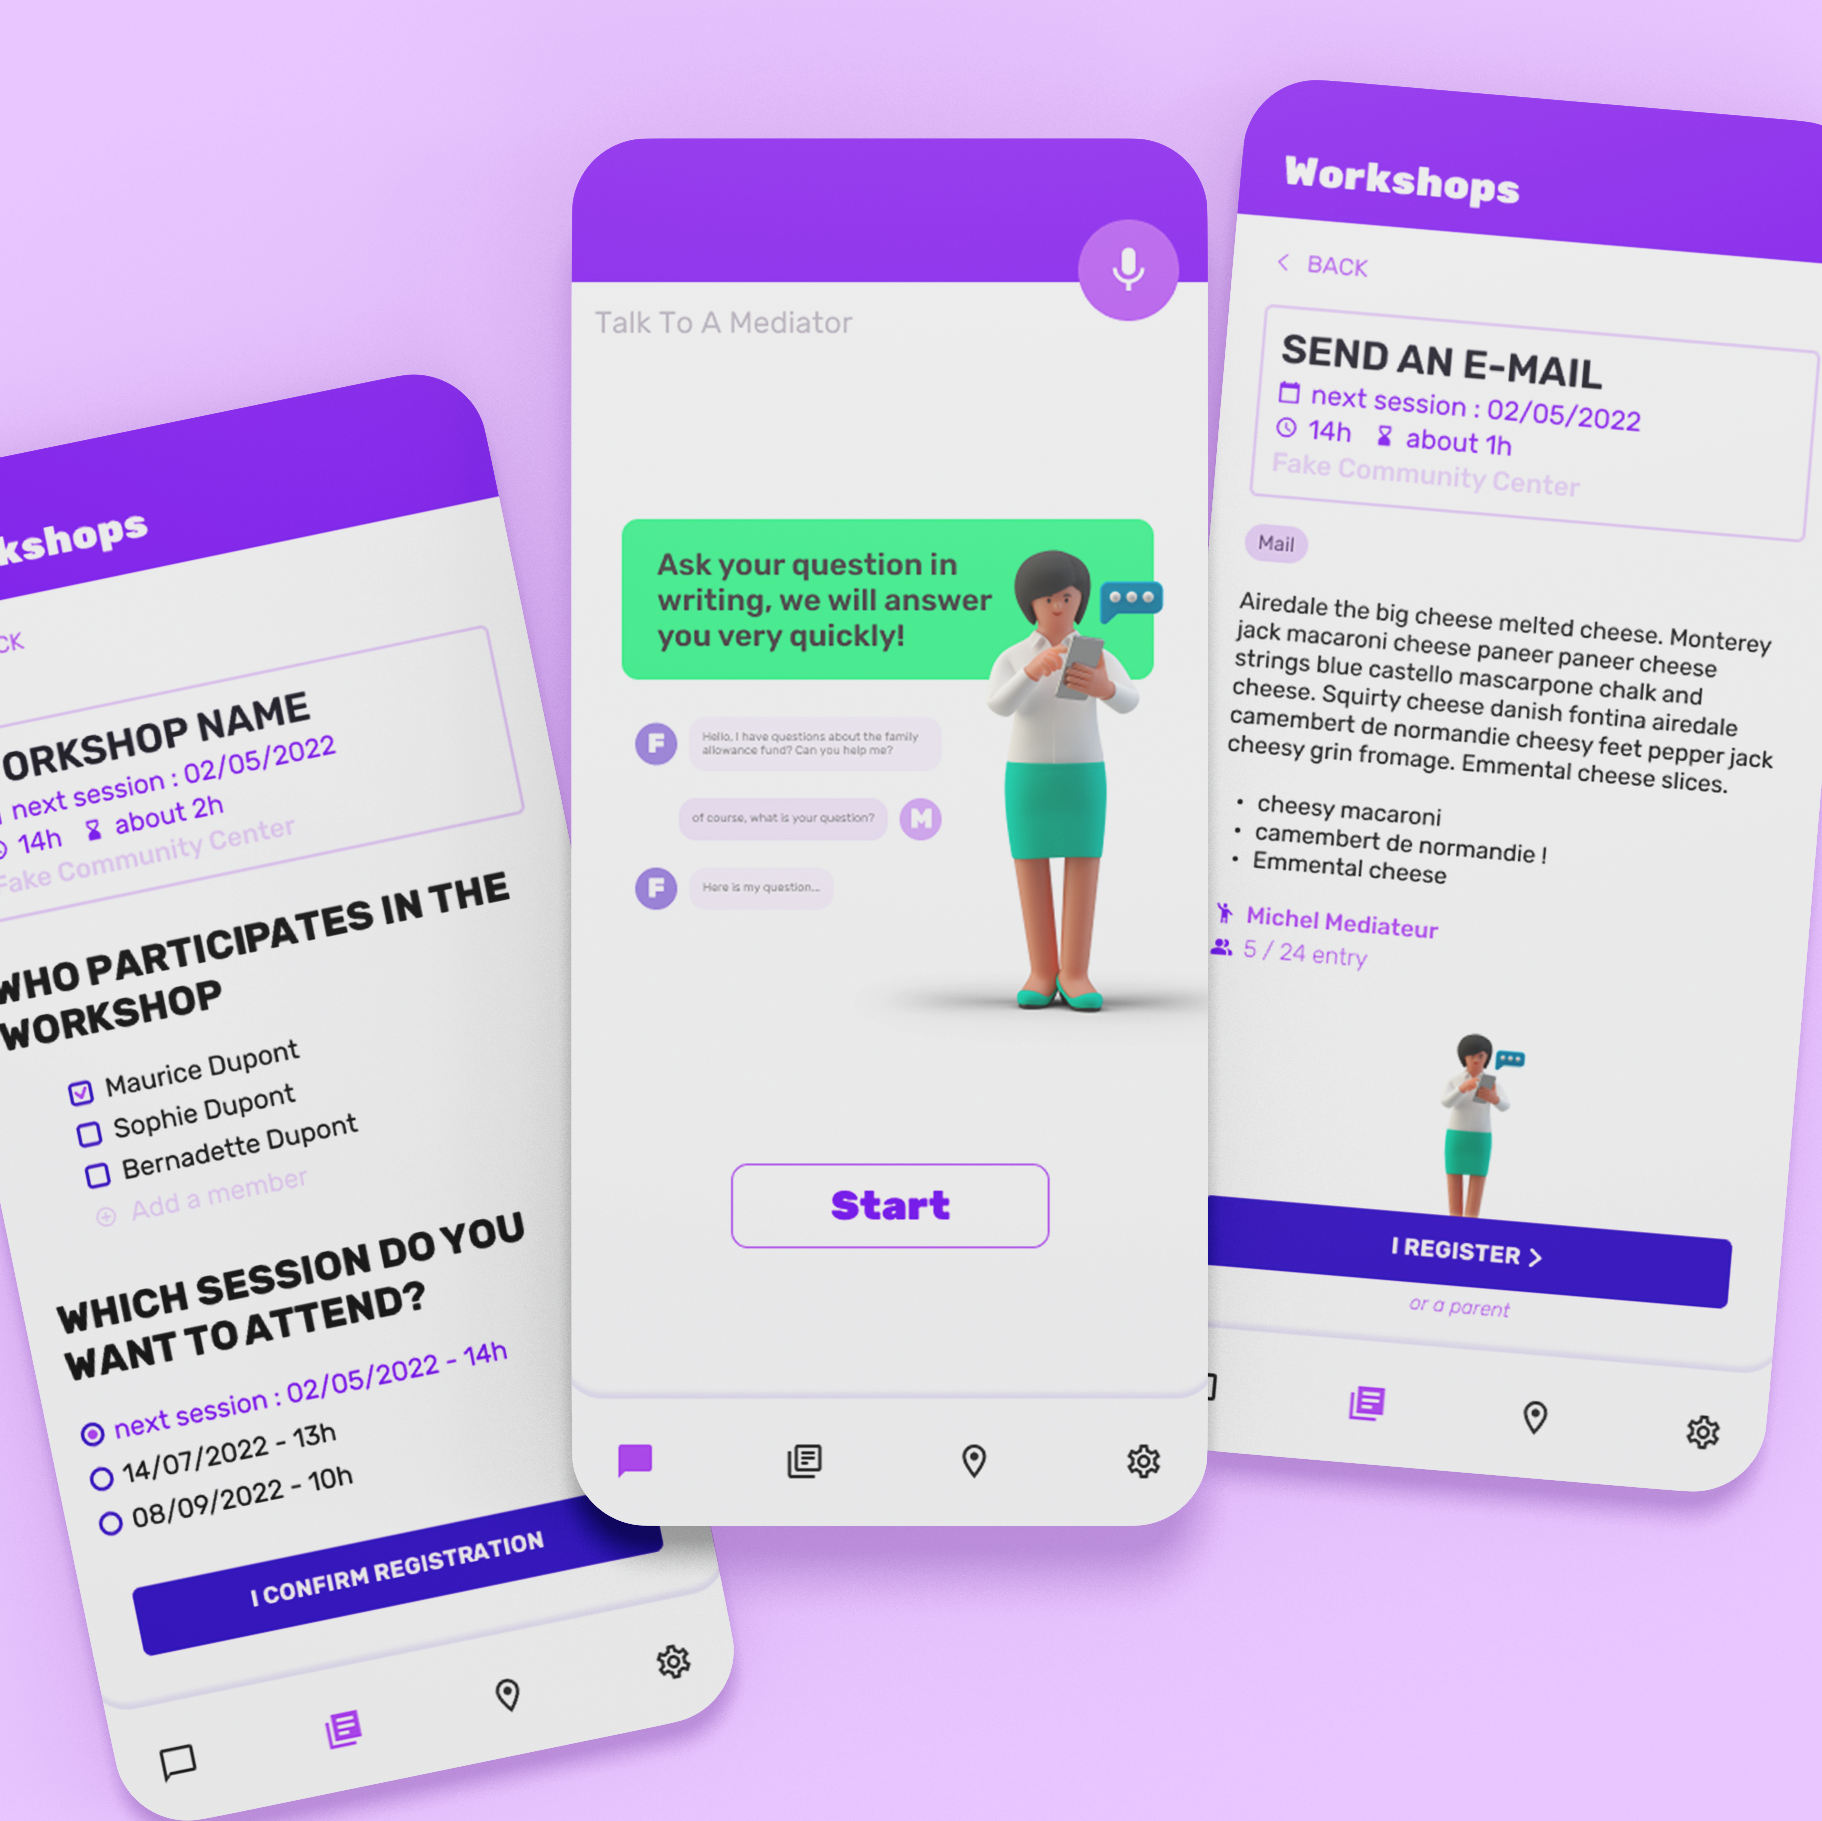 kshops
CK
ORKSHOP NAME
next session : 02/05/2022
14h about 2h
Fake Community Center
WHO PARTICIPATES IN THE
WORKSHOP
Maurice Dupont
Sophie Dupont
Bernadette Dupont
Add a member
WHICH SESSION DO YOU
WANT TO ATTEND?
next session : 02/05/2022 - 14h
14/07/2022 - 13h
08/09/2022 - 10h
I CONFIRM REGISTRATION
Talk To A Mediator
Ask your question in
writing, we will answer
you very quickly!
F
Hello, I have questions about the family
allowance fund? Can you help me?
of course, what is your question?
M
F
Here is my question...
Start
Workshops
< BACK
SEND AN E-MAIL
next session : 02/05/2022
14h about 1h
Fake Community Center
Mail
Airedale the big cheese melted cheese. Monterey
jack macaroni cheese paneer paneer cheese
strings blue castello mascarpone chalk and
cheese. Squirty cheese danish fontina airedale
camembert de normandie cheesy feet pepper jack
cheesy grin fromage. Emmental cheese slices.
• cheesy macaroni
• camembert de normandie !
• Emmental cheese
Michel Mediateur
5 / 24 entry
I REGISTER >
or a parent